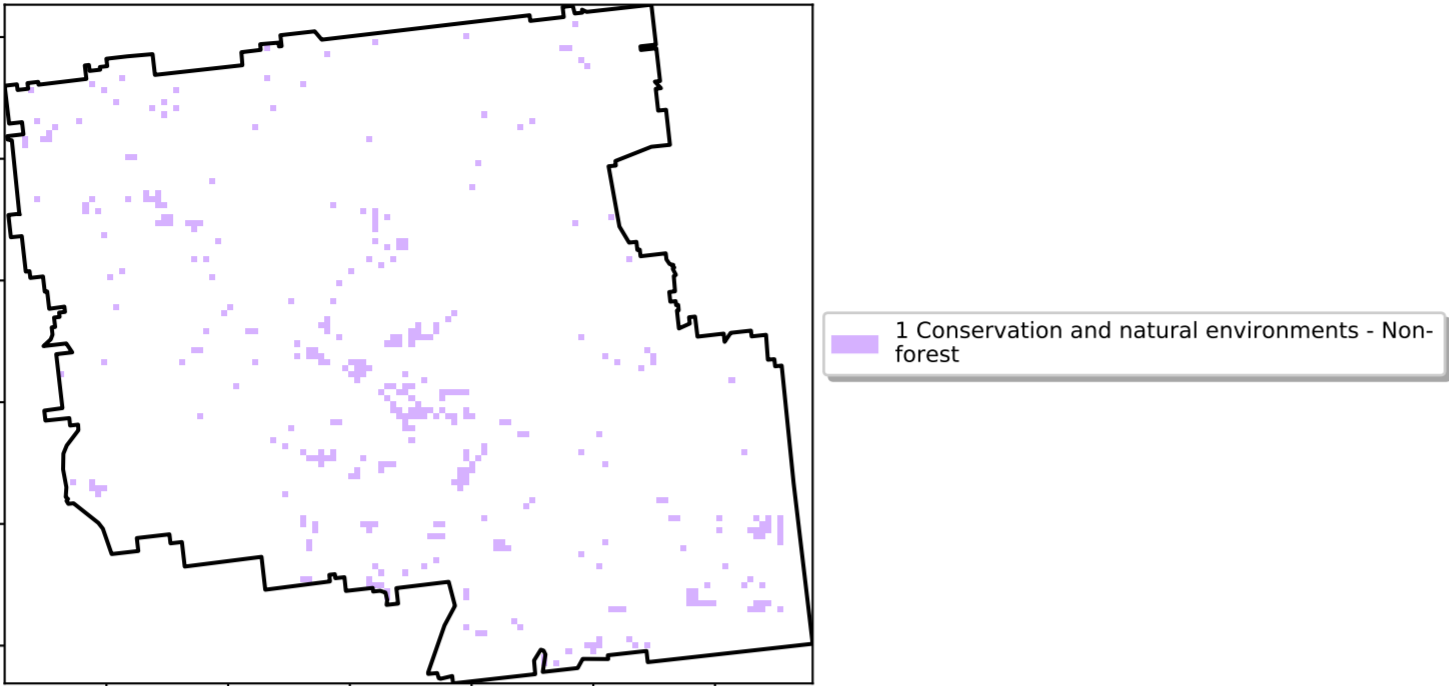 1 Conservation and natural environments - Non-
forest